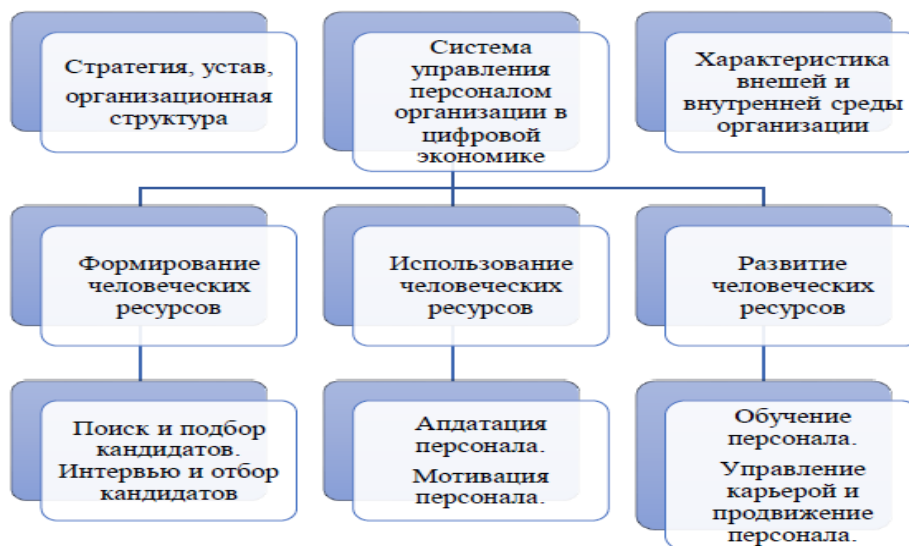 Стратегия, устав,
организационная
структура
Система
управления
персоналом
организации в
цифровой
экономике
Характеристика
внешей и
внутренней среды
организации
Формирование
человеческих
ресурсов
Использование
человеческих
ресурсов
Развитие
человеческих
ресурсов
Поиск и подбор
кандидатов.
Интервью и отбор
кандидатов
Апдатация
персонала.
Мотивация
персонала.
Обучение
персонала.
Управление
карьерой и
продвижение
персонала.